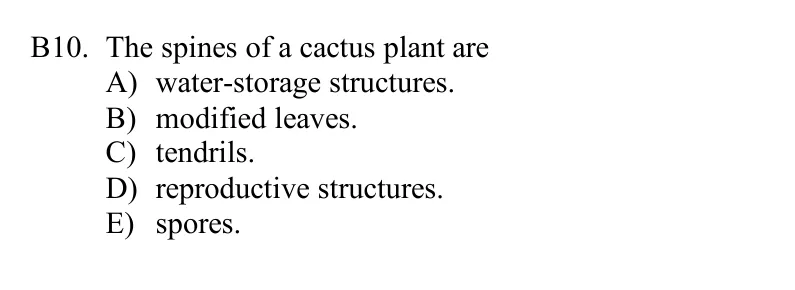 B10. The spines of a cactus plant are
A) water-storage structures.
B) modified leaves.
C) tendrils.
D) reproductive structures.
E) spores.